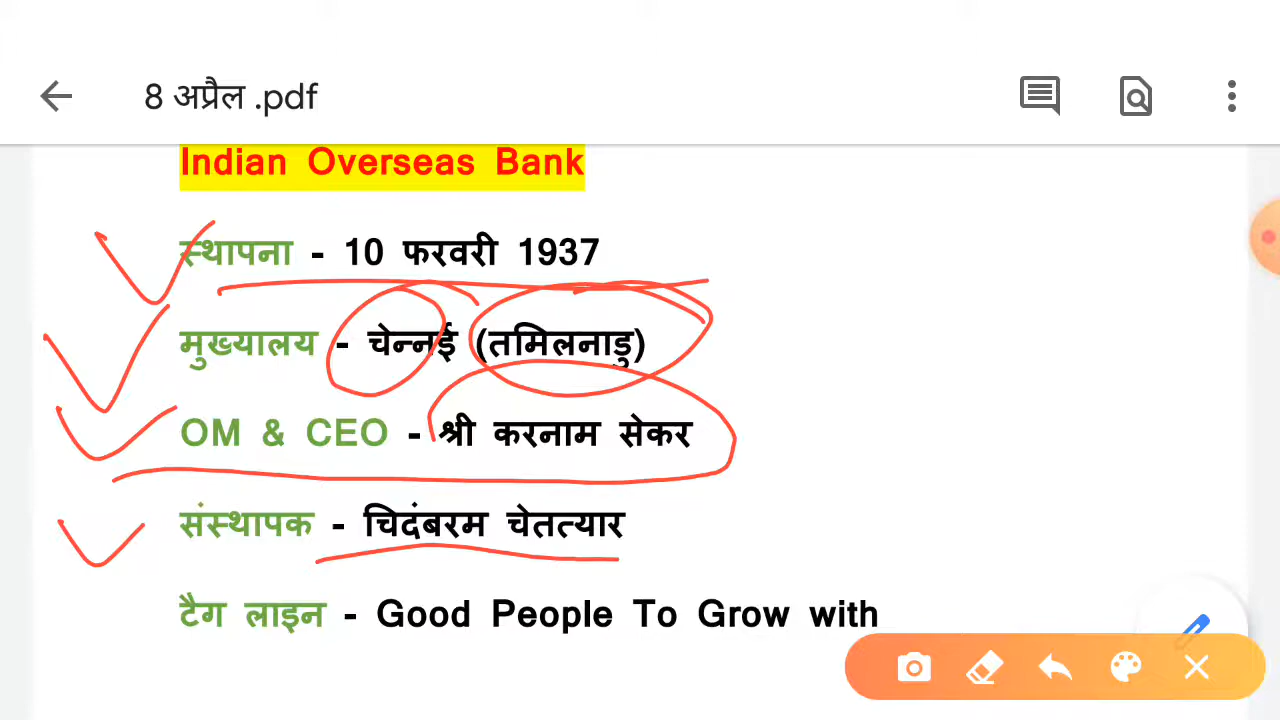 8 अप्रैल .pdf
Indian Overseas Bank
स्थापना - 10 फरवरी 1937
मुख्यालय - चेन्नई (तमिलनाडु)
OM & CEO - श्री करनाम सेकर
संस्थापक - चिदंबरम चेतत्यार
टैग लाइन - Good People To Grow with